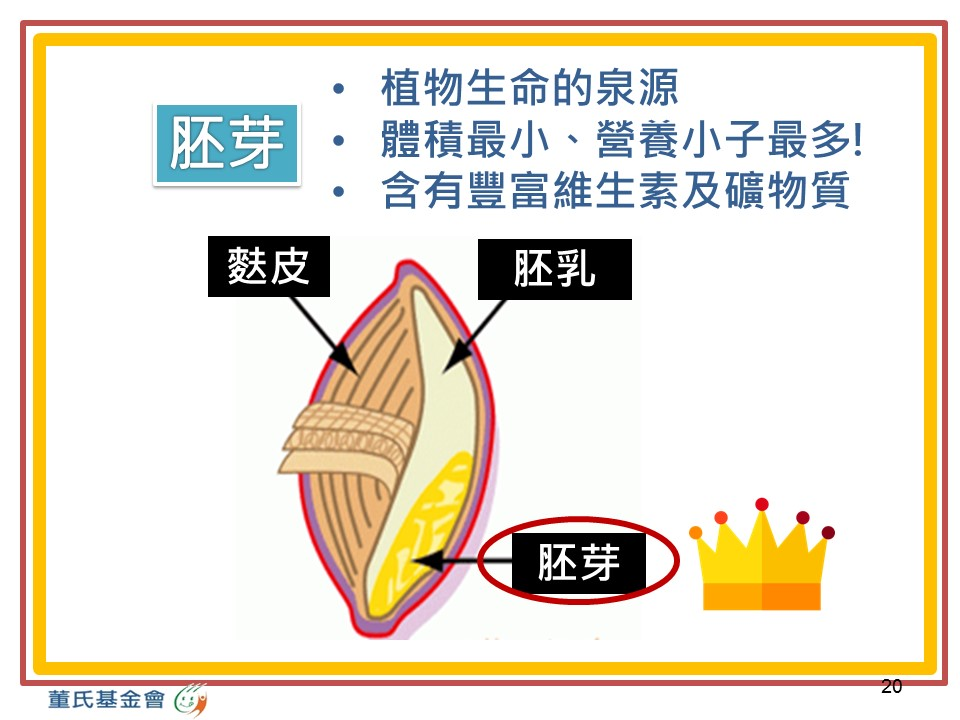 胚芽
• 植物生命的泉源
• 體積最小、營養小子最多!
• 含有豐富維生素及礦物質
麩皮
胚乳
胚芽
董氏基金會
20